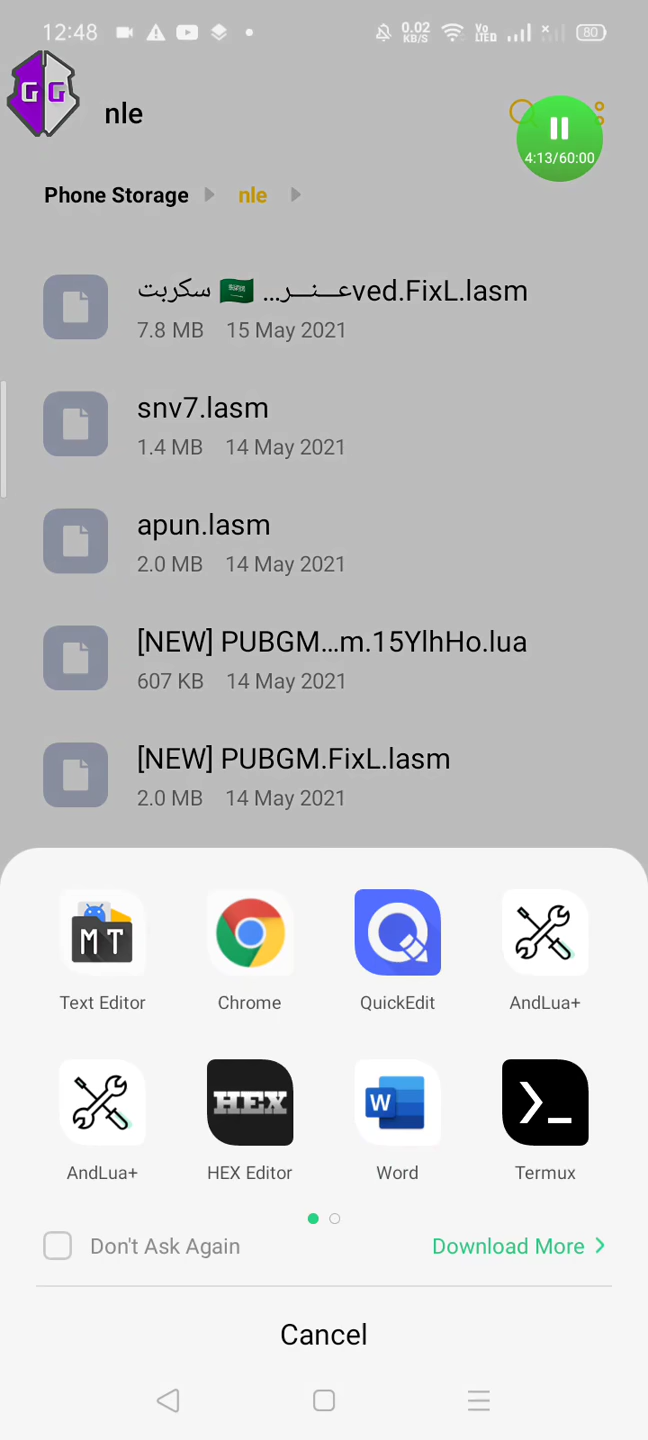 12:48
0.02
KB/S
Vo
LTED
80
GG
nle
4:13/60:00
Phone Storage
nle
سكربت 🇸🇦 ...عـــنـــرved.FixL.lasm
7.8 MB 15 May 2021
snv7.lasm
1.4 MB 14 May 2021
apun.lasm
2.0 MB 14 May 2021
[NEW] PUBGM...m.15YlhHo.lua
607 KB 14 May 2021
[NEW] PUBGM.FixL.lasm
2.0 MB 14 May 2021
MT
Text Editor Chrome QuickEdit AndLua+
HEX
W
AndLua+ HEX Editor Word Termux
Don't Ask Again
Download More
Cancel